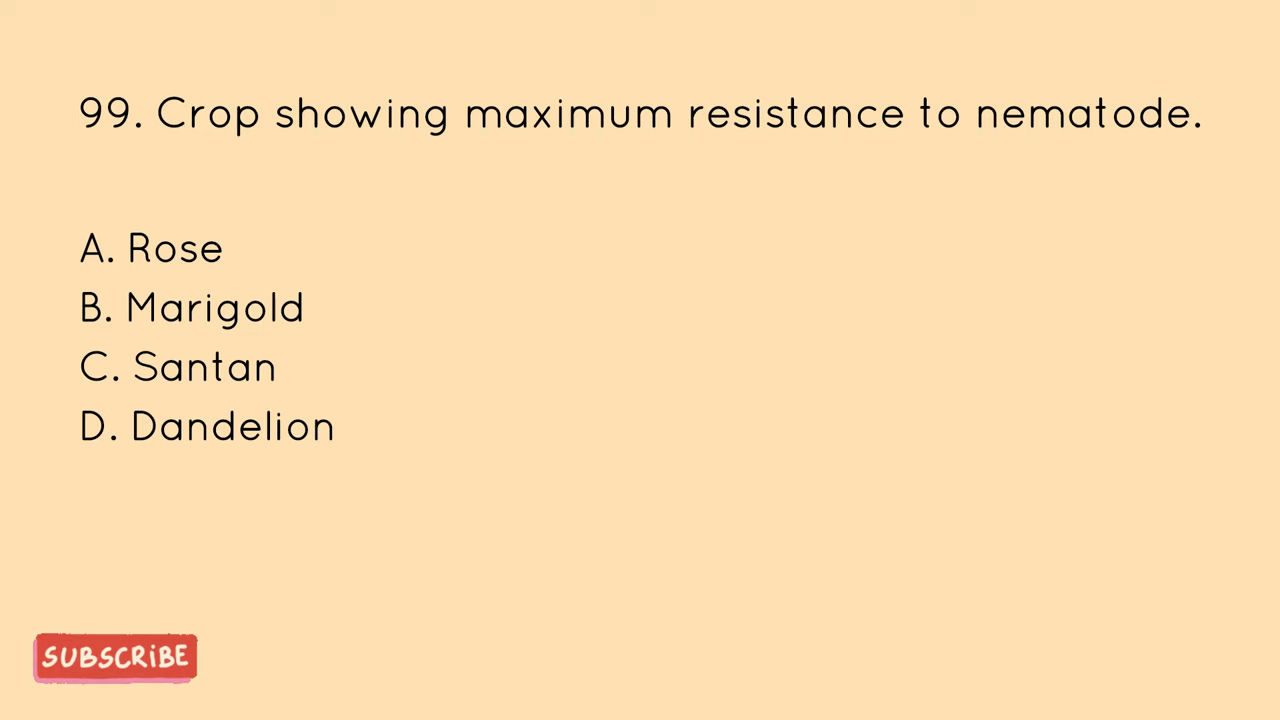 99. Crop showing maximum resistance to nematode.
A. Rose
B. Marigold
C. Santan
D. Dandelion
SUBSCRiBE